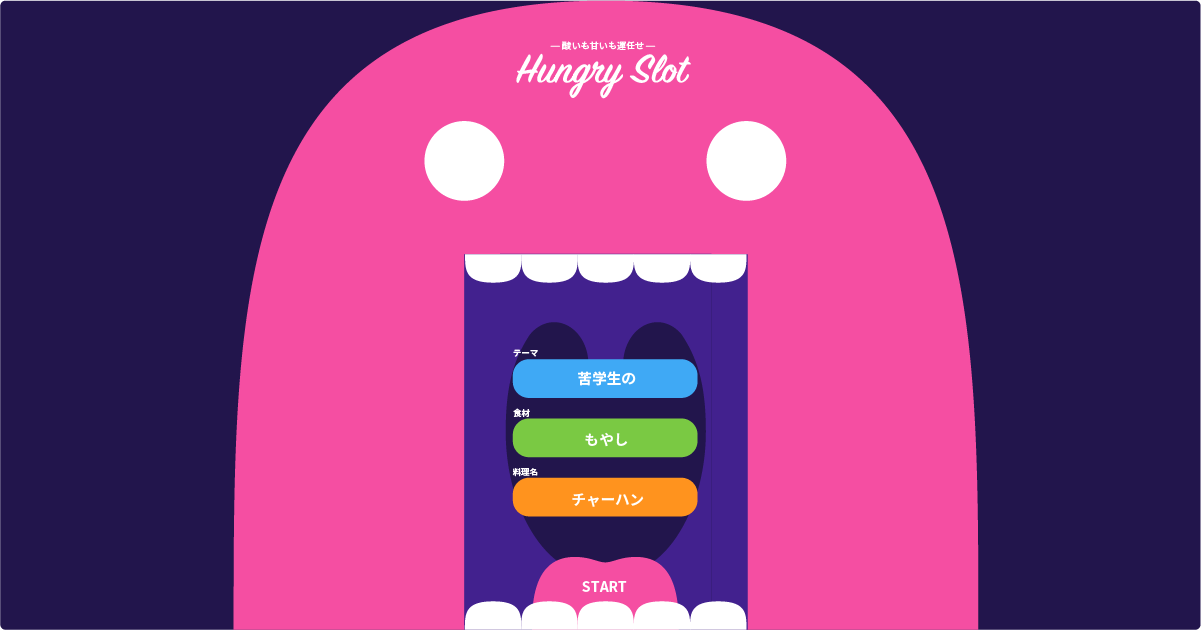 酸いも甘いも運任せ
Hungry Slot
テーマ
苦学生の
食材
もやし
料理名
チャーハン
START